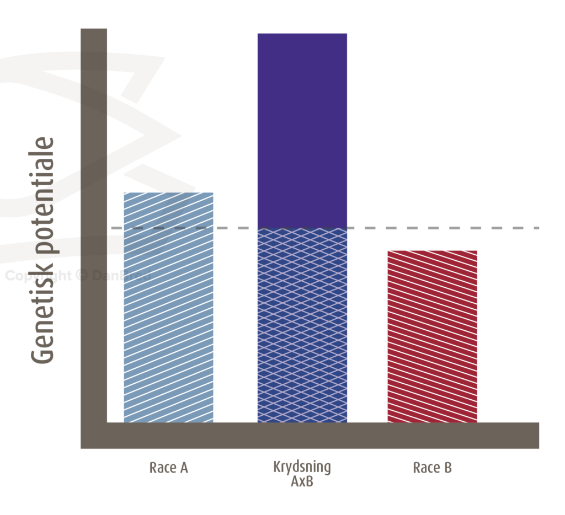 Genetisk potentiale
Race A
Krydsning
AxB
Race B